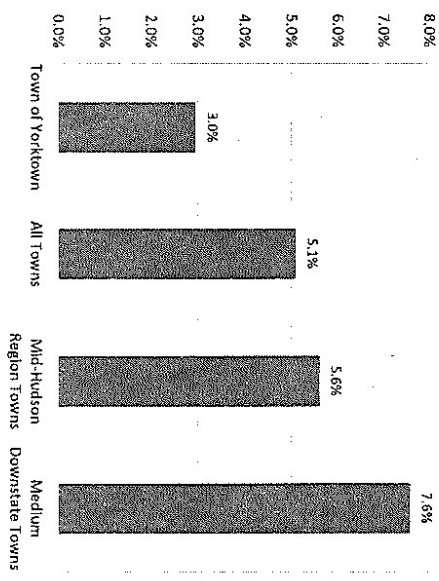 8.0%
7.0%
6.0%
5.0%
4.0%
3.0%
2.0%
1.0%
0.0%
3.0%
5.1%
5.6%
7.6%
Town of Yorktown
All Towns
Mid-Hudson
Region Towns
Medium
Downstate Towns